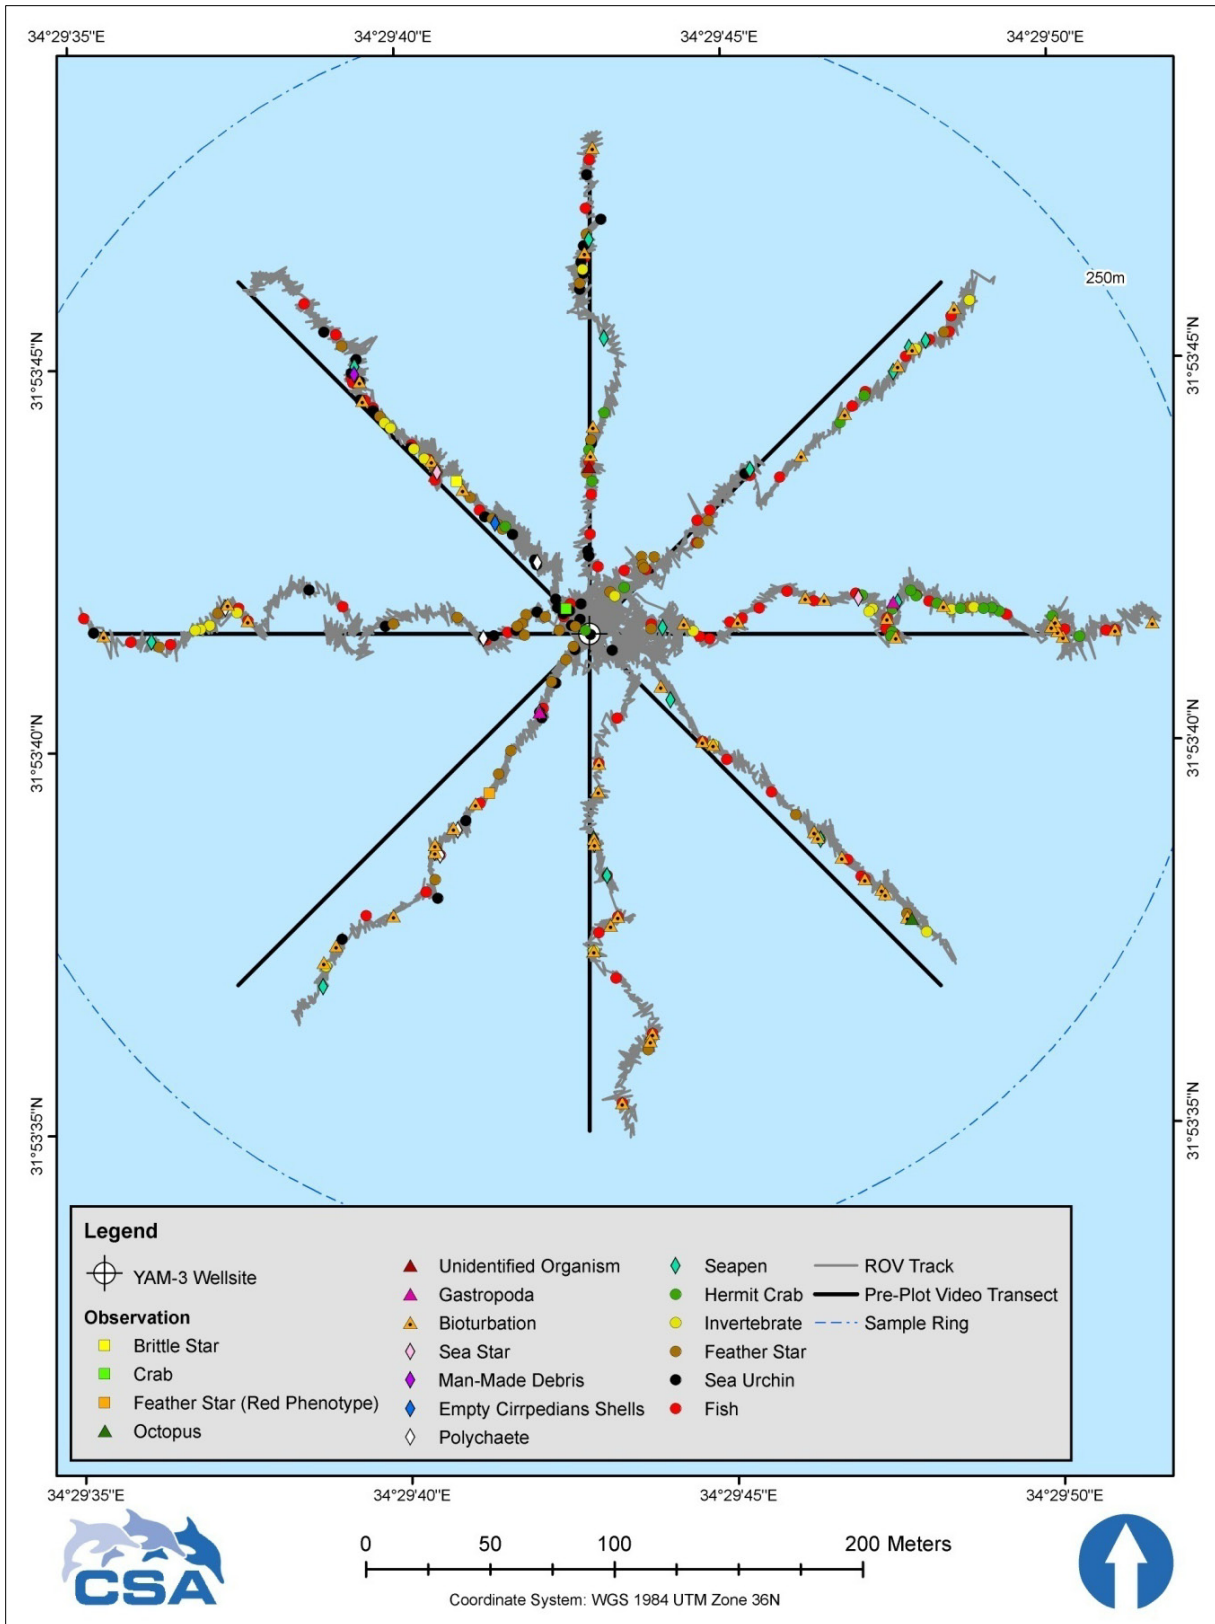 34°29'35"E 34°29'40"E 34°29'45"E 34°29'50"E
250m
31°53'45"N 31°53'45"N
31°53'40"N 31°53'40"N
31°53'35"N 31°53'35"N
Legend
YAM-3 Wellsite
Observation
Brittle Star
Crab
Feather Star (Red Phenotype)
Octopus
Unidentified Organism
Gastropoda
Bioturbation
Sea Star
Man-Made Debris
Empty Cirrpedians Shells
Polychaete
Seapen
Hermit Crab
Invertebrate
Feather Star
Sea Urchin
Fish
ROV Track
Pre-Plot Video Transect
Sample Ring
34°29'35"E 34°29'40"E 34°29'45"E 34°29'50"E
CSA
0 50 100 200 Meters
Coordinate System: WGS 1984 UTM Zone 36N